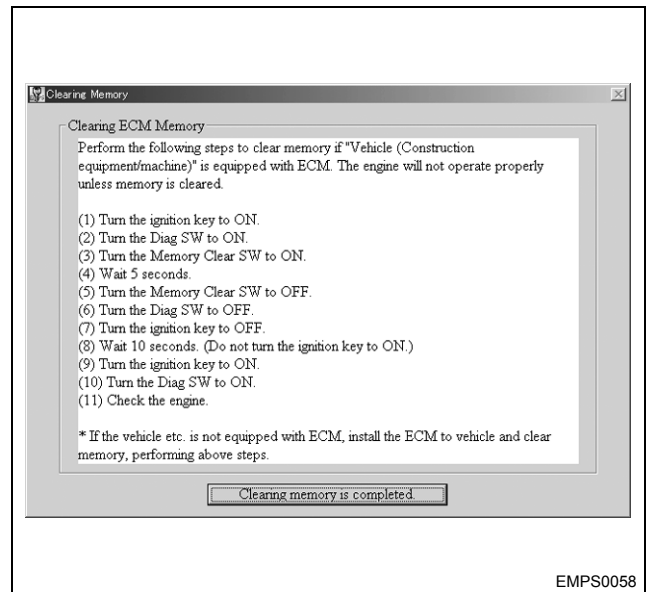 Clearing Memory
Clearing ECM Memory
Perform the following steps to clear memory if "Vehicle (Construction
equipment/machine)" is equipped with ECM. The engine will not operate properly
unless memory is cleared.
(1) Turn the ignition key to ON.
(2) Turn the Diag SW to ON.
(3) Turn the Memory Clear SW to ON.
(4) Wait 5 seconds.
(5) Turn the Memory Clear SW to OFF.
(6) Turn the Diag SW to OFF.
(7) Turn the ignition key to OFF.
(8) Wait 10 seconds. (Do not turn the ignition key to ON.)
(9) Turn the ignition key to ON.
(10) Turn the Diag SW to ON.
(11) Check the engine.
* If the vehicle etc. is not equipped with ECM, install the ECM to vehicle and clear
memory, performing above steps.
Clearing memory is completed.
EMPS0058